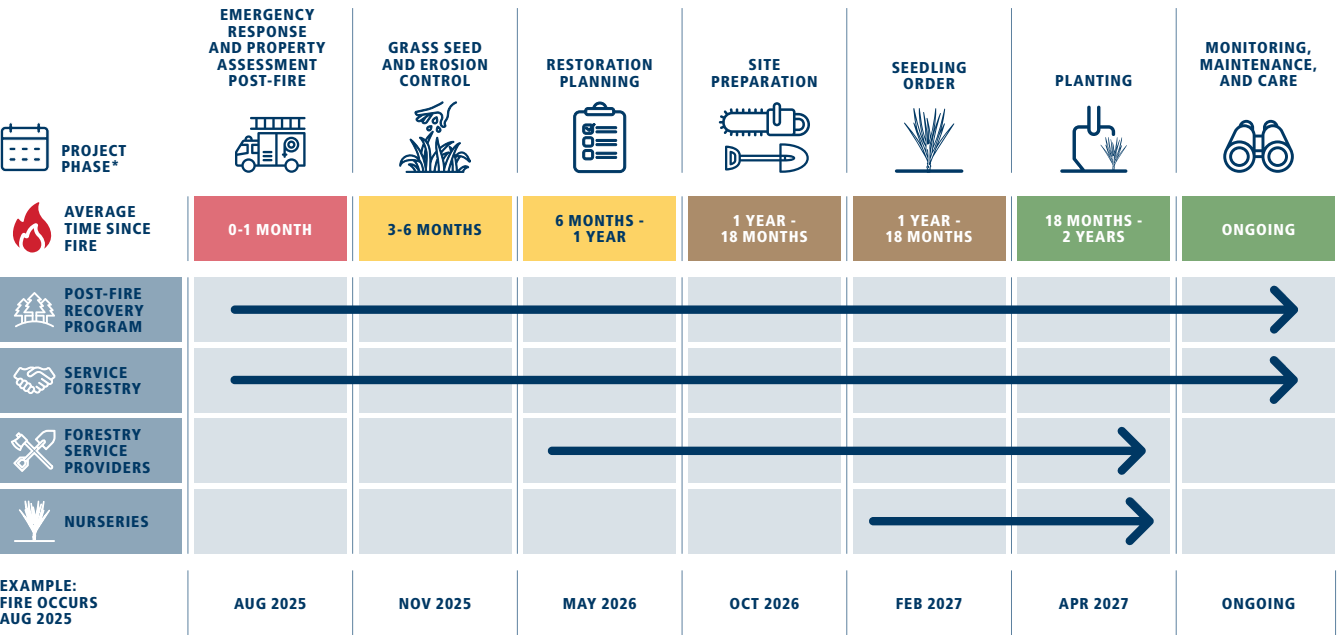 EMERGENCY
RESPONSE
AND PROPERTY
ASSESSMENT
POST-FIRE
GRASS SEED
AND EROSION
CONTROL
RESTORATION
PLANNING
SITE
PREPARATION
SEEDLING
ORDER
PLANTING
MONITORING,
MAINTENANCE,
AND CARE
PROJECT
PHASE*
AVERAGE
TIME SINCE
FIRE
0-1 MONTH
3-6 MONTHS
6 MONTHS -
1 YEAR
1 YEAR -
18 MONTHS
1 YEAR -
18 MONTHS
18 MONTHS -
2 YEARS
ONGOING
POST-FIRE
RECOVERY
PROGRAM
SERVICE
FORESTRY
FORESTRY
SERVICE
PROVIDERS
NURSERIES
EXAMPLE:
FIRE OCCURS
AUG 2025
AUG 2025
NOV 2025
MAY 2026
OCT 2026
FEB 2027
APR 2027
ONGOING